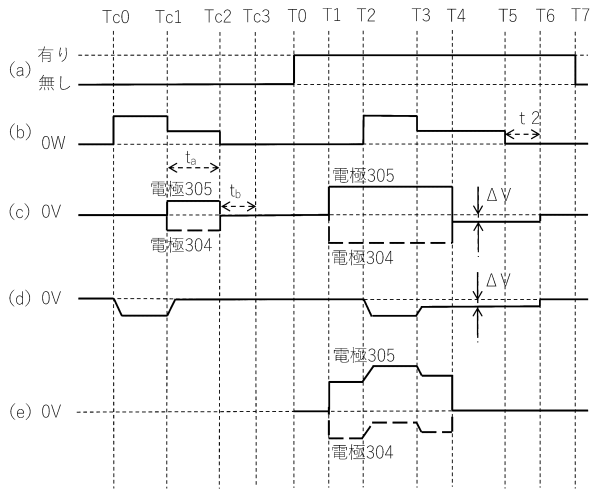 Tc0 Tc1 Tc2 Tc3 T0 T1 T2 T3 T4 T5 T6 T7
(a) 有り
無し
(b) 0W
t2
ta
tb
電極305
電極305
(c) 0V
ΔV
電極304
電極304
(d) 0V
ΔV
電極305
(e) 0V
電極304